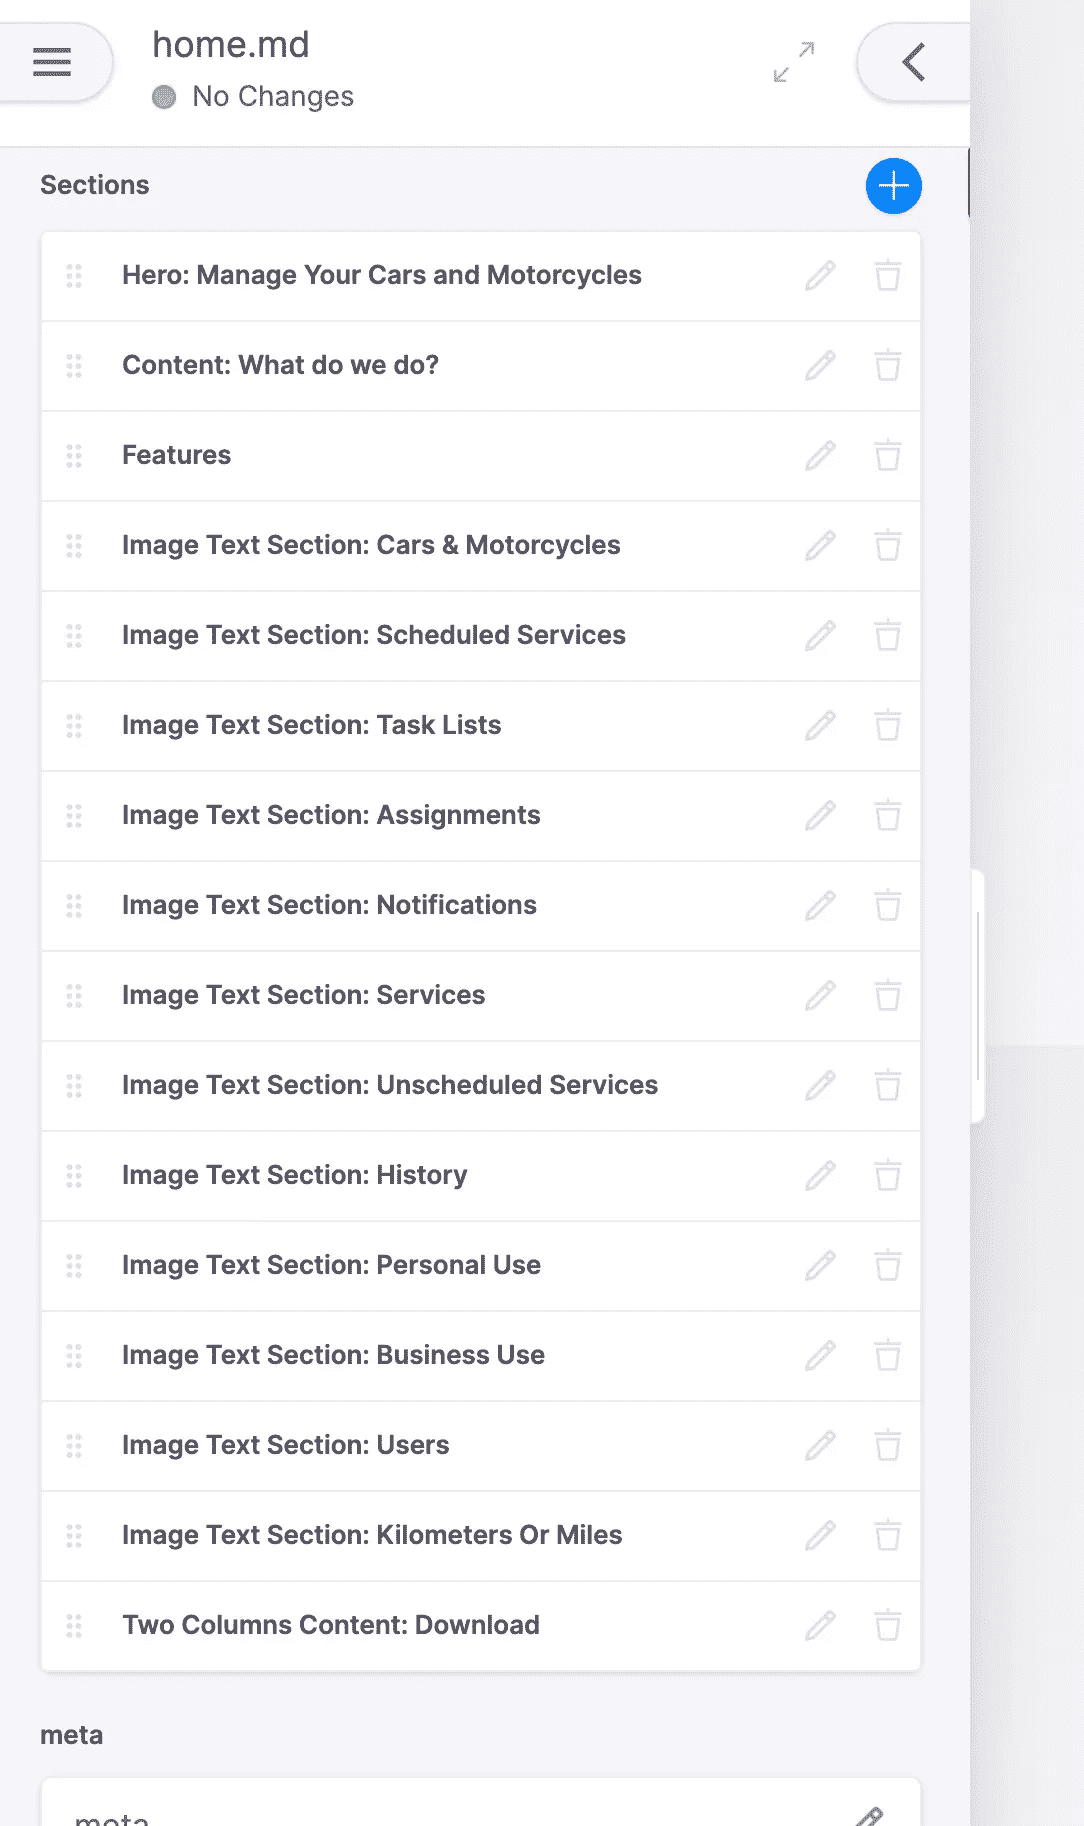 home.md
No Changes
Sections
Hero: Manage Your Cars and Motorcycles
Content: What do we do?
Features
Image Text Section: Cars & Motorcycles
Image Text Section: Scheduled Services
Image Text Section: Task Lists
Image Text Section: Assignments
Image Text Section: Notifications
Image Text Section: Services
Image Text Section: Unscheduled Services
Image Text Section: History
Image Text Section: Personal Use
Image Text Section: Business Use
Image Text Section: Users
Image Text Section: Kilometers Or Miles
Two Columns Content: Download
meta
meta